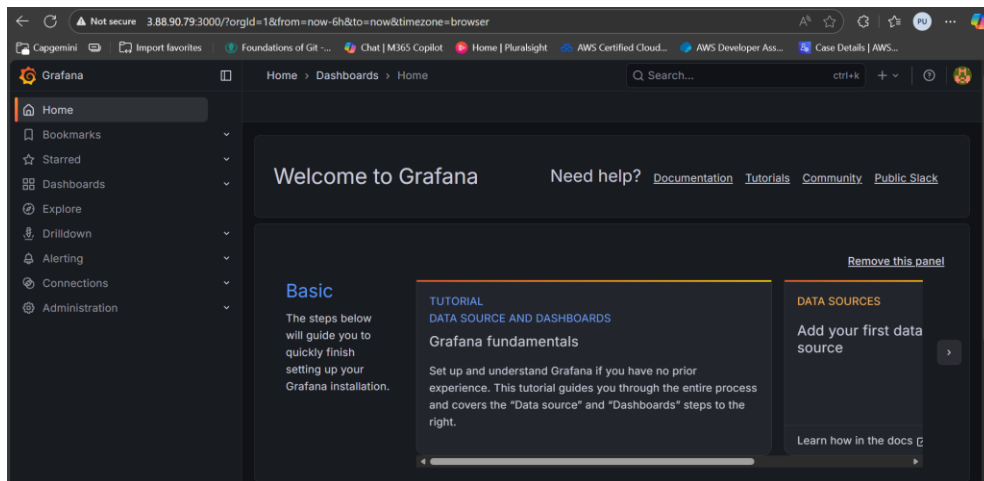 Not secure 3.88.90.79:3000/?orgId=1&from=now-6h&to=now&timezone=browser
PU
Capgemini Import favorites Foundations of Git -... Chat | M365 Copilot Home | Pluralsight AWS Certified Cloud... AWS Developer Ass... Case Details | AWS...
Grafana
Home › Dashboards › Home
Search...
ctrl+k
Home
Bookmarks
Starred
Dashboards
Explore
Drilldown
Alerting
Connections
Administration
Welcome to Grafana
Need help? Documentation Tutorials Community Public Slack
Remove this panel
Basic
The steps below
will guide you to
quickly finish
setting up your
Grafana installation.
TUTORIAL
DATA SOURCE AND DASHBOARDS
Grafana fundamentals
Set up and understand Grafana if you have no prior
experience. This tutorial guides you through the entire process
and covers the “Data source” and “Dashboards” steps to the
right.
DATA SOURCES
Add your first data
source
Learn how in the docs